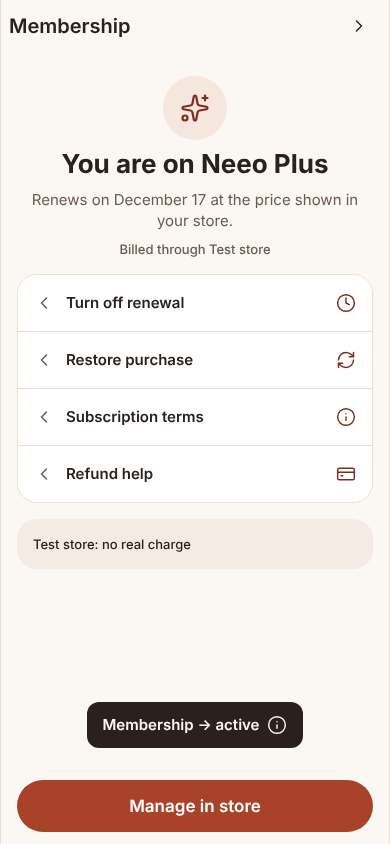 Membership
You are on Neeo Plus
Renews on December 17 at the price shown in
your store.
Billed through Test store
Turn off renewal
Restore purchase
Subscription terms
Refund help
Test store: no real charge
Membership → active
Manage in store